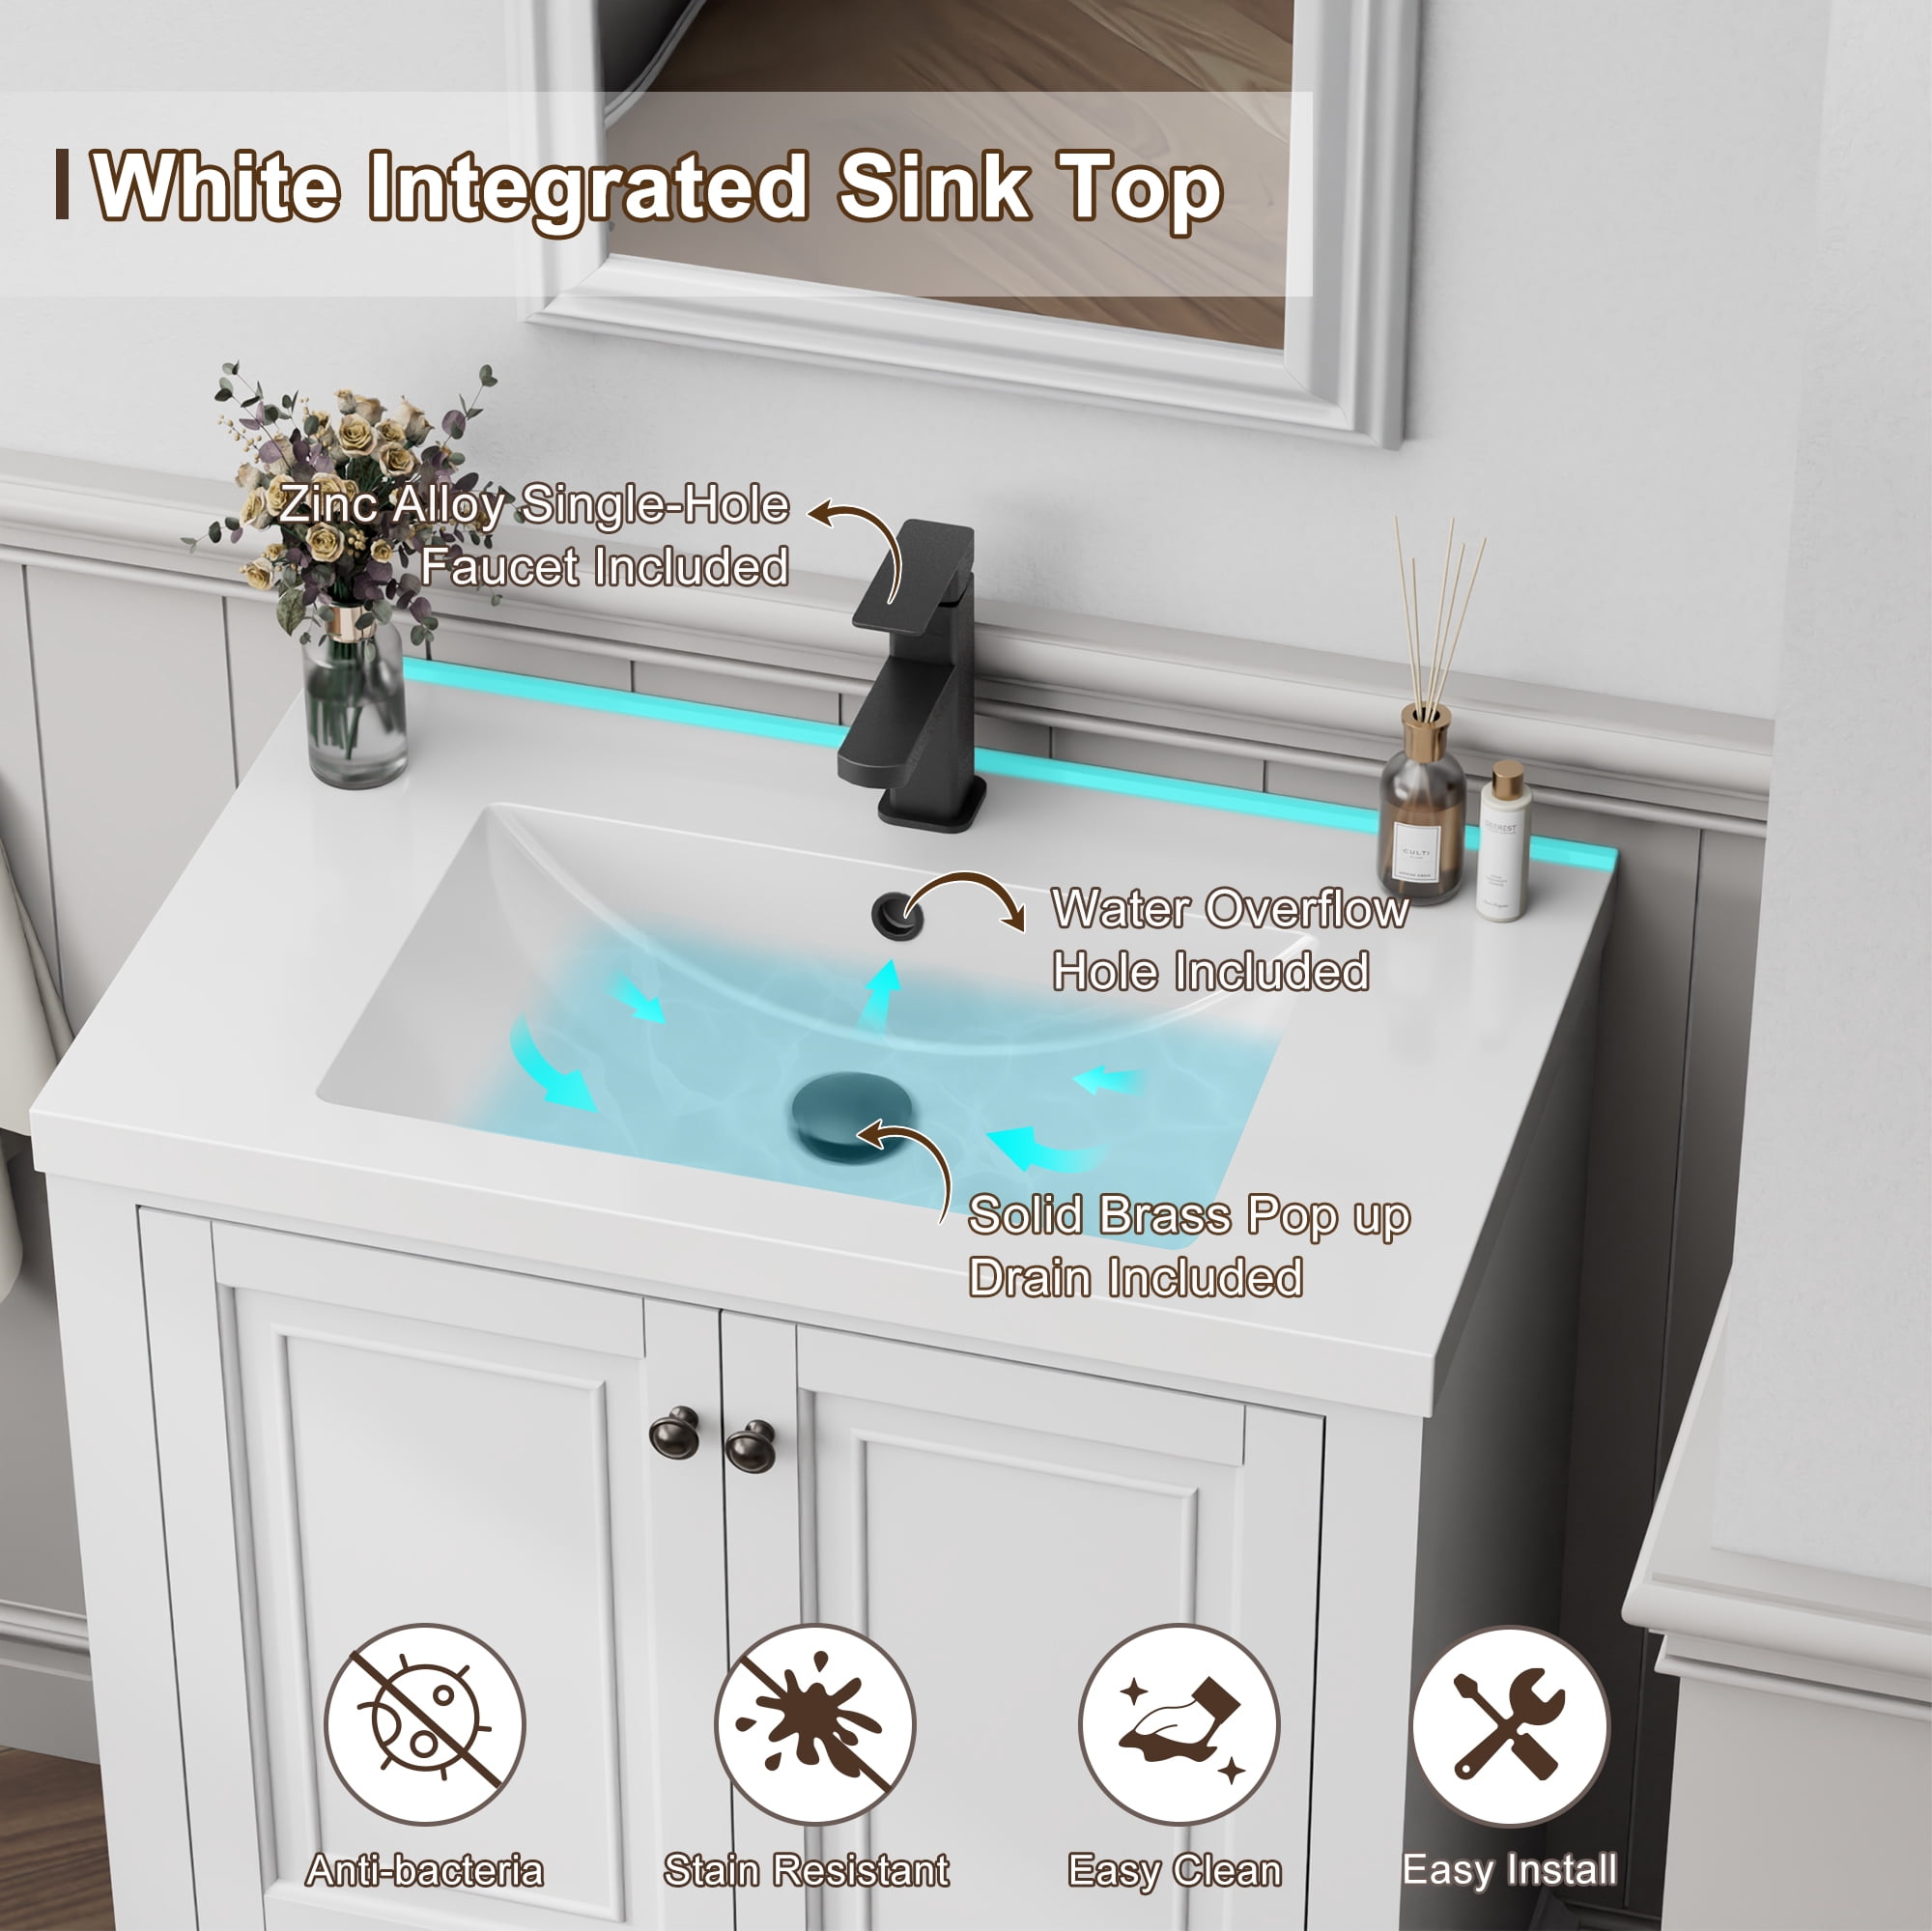 White Integrated Sink Top
Zinc Alloy Single-Hole
Faucet Included
Water Overflow
Hole Included
Solid Brass Pop up
Drain Included
CULTI
Anti-bacteria
Stain Resistant
Easy Clean
Easy Install